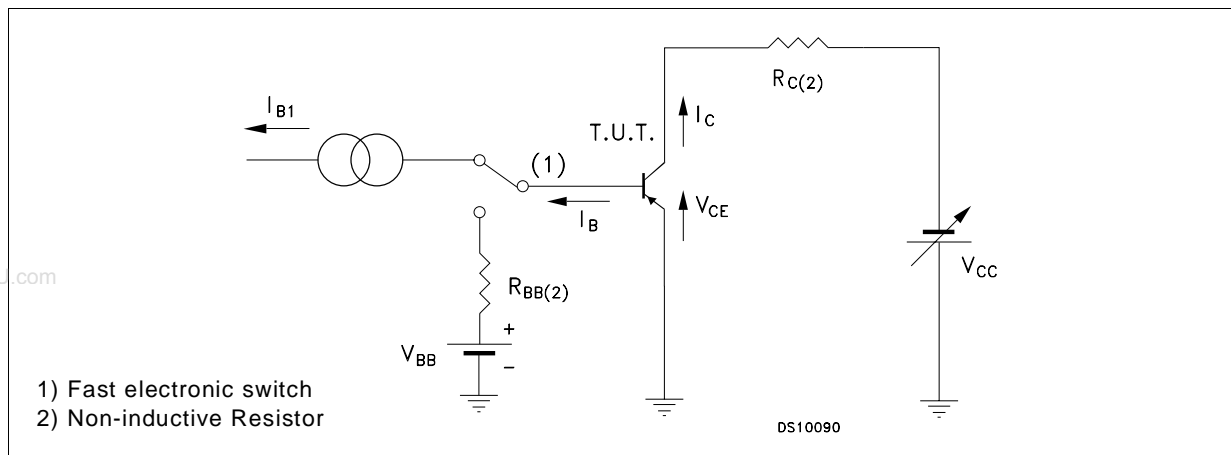 I_B1
T.U.T.
I_C
R_C(2)
(1)
I_B
V_CE
J.com
R_BB(2)
V_CC
+
V_BB
-
1) Fast electronic switch
2) Non-inductive Resistor
DS10090